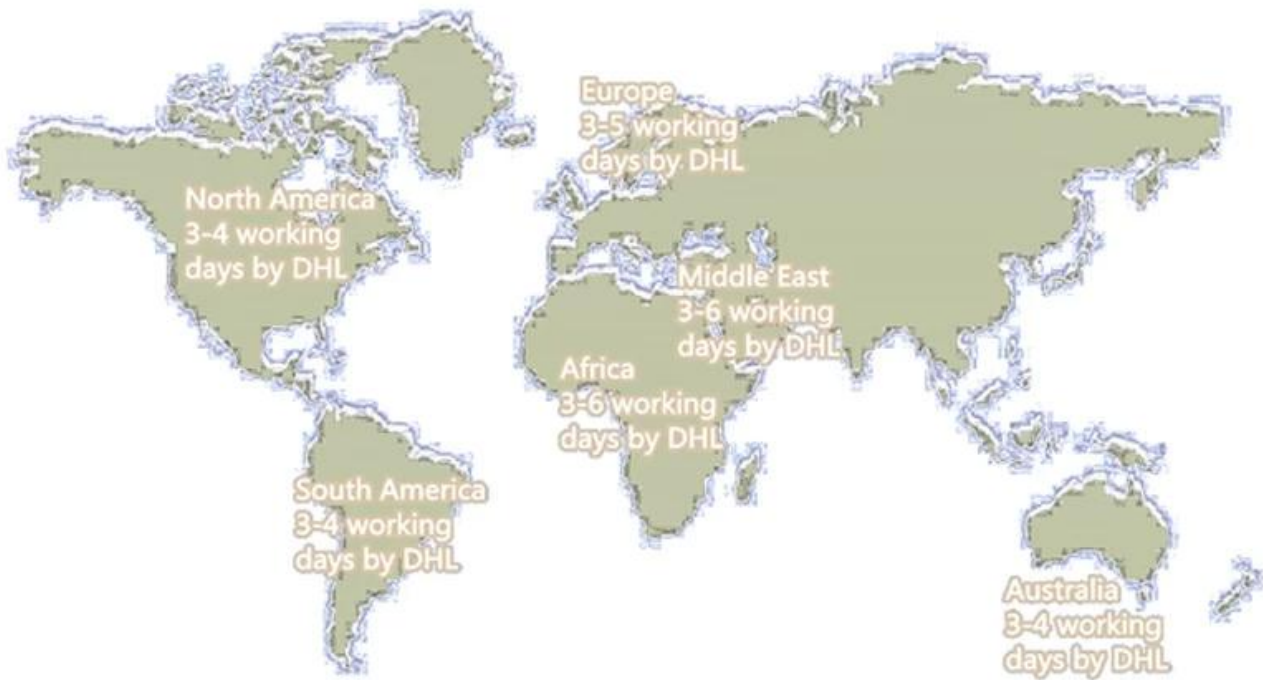 Europe
3-5 working
days by DHL
North America
3-4 working
days by DHL
Middle East
3-6 working
days by DHL
Africa
3-6 working
days by DHL
South America
3-4 working
days by DHL
Australia
3-4 working
days by DHL